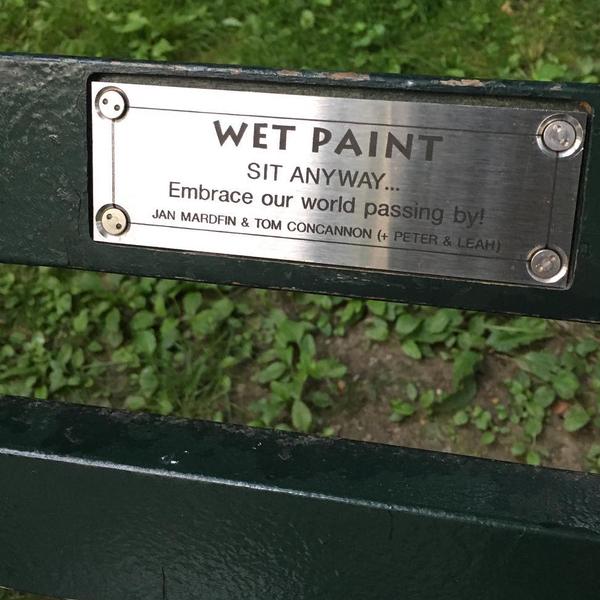 WET PAINT
SIT ANYWAY...
Embrace our world passing by!
JAN MARDFIN & TOM CONCANNON (+ PETER & LEAH)